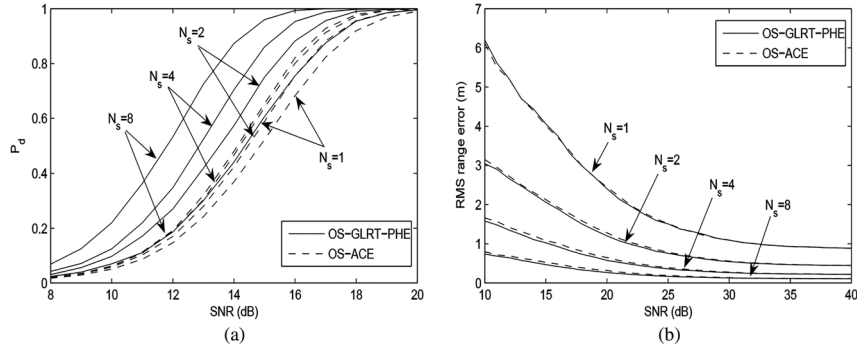 1
0.8
0.6
0.4
0.2
0
P_d
8
10
12
14
16
18
20
SNR (dB)
N_s=2
N_s=4
N_s=8
N_s=1
OS-GLRT-PHE
OS-ACE
(a)
7
6
5
4
3
2
1
0
RMS range error (m)
10
15
20
25
30
35
40
SNR (dB)
OS-GLRT-PHE
OS-ACE
N_s=1
N_s=2
N_s=4
N_s=8
(b)